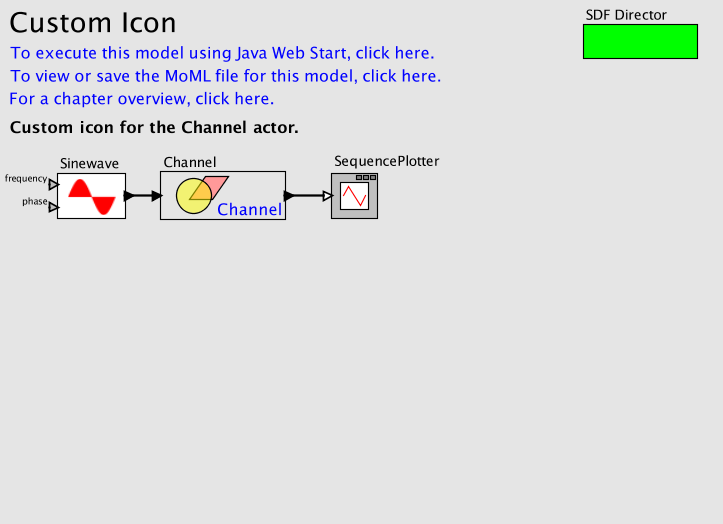 Custom Icon
SDF Director
To execute this model using Java Web Start, click here.
To view or save the MoML file for this model, click here.
For a chapter overview, click here.
Custom icon for the Channel actor.
Sinewave
Channel
SequencePlotter
frequency
phase
Channel